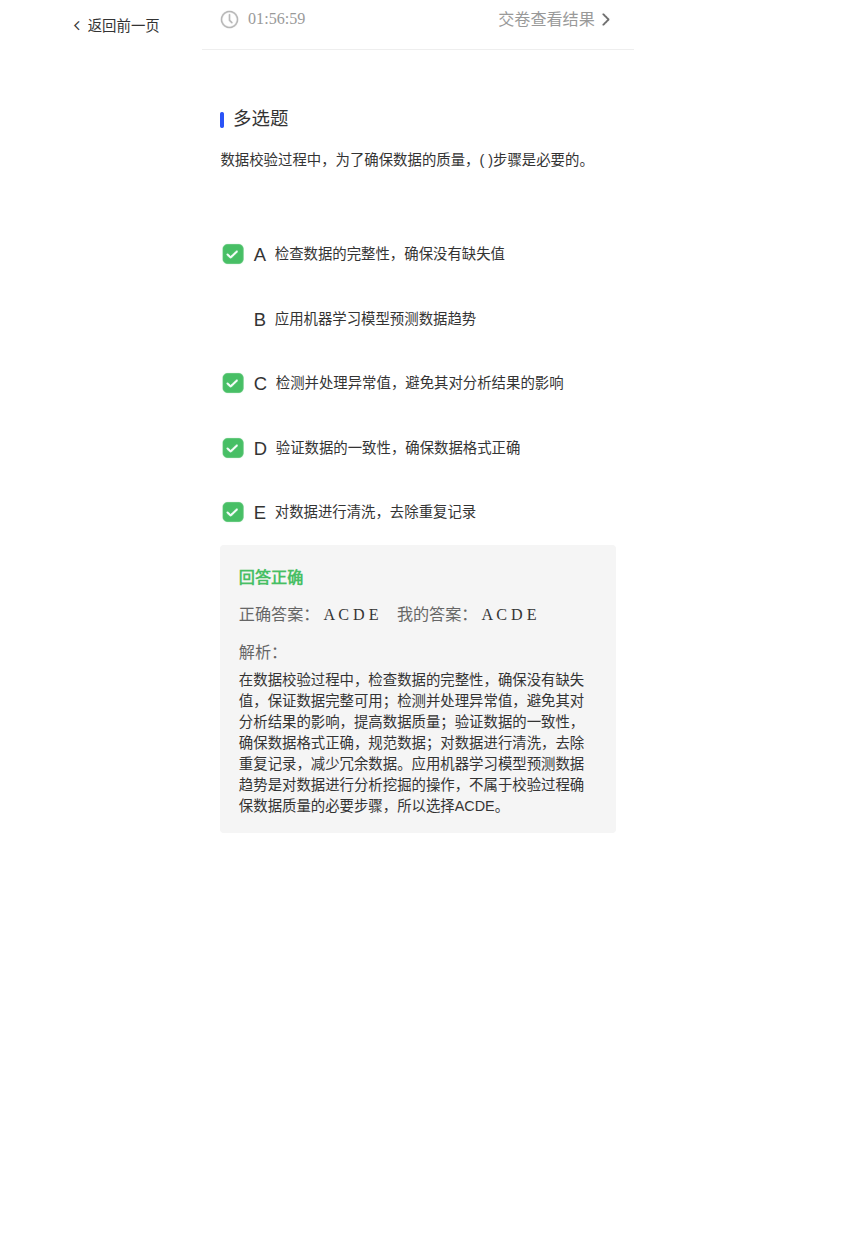 返回前一页
01:56:59 交卷查看结果
多选题
数据校验过程中，为了确保数据的质量，( )步骤是必要的。
A 检查数据的完整性，确保没有缺失值
B 应用机器学习模型预测数据趋势
C 检测并处理异常值，避免其对分析结果的影响
D 验证数据的一致性，确保数据格式正确
E 对数据进行清洗，去除重复记录
回答正确
正确答案： A C D E 我的答案： A C D E
解析：
在数据校验过程中，检查数据的完整性，确保没有缺失
值，保证数据完整可用；检测并处理异常值，避免其对
分析结果的影响，提高数据质量；验证数据的一致性，
确保数据格式正确，规范数据；对数据进行清洗，去除
重复记录，减少冗余数据。应用机器学习模型预测数据
趋势是对数据进行分析挖掘的操作，不属于校验过程确
保数据质量的必要步骤，所以选择ACDE。